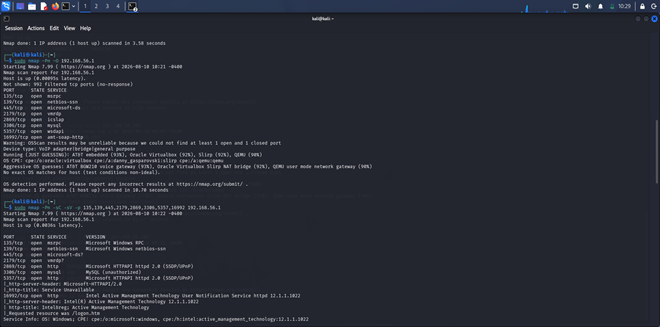 1 2 3 4
10:29
kali@kali: ~
Session Actions Edit View Help
Nmap done: 1 IP address (1 host up) scanned in 3.58 seconds
(kali㉿kali)-[~]
$ sudo nmap -Pn -O 192.168.56.1
Starting Nmap 7.99 ( https://nmap.org ) at 2026-08-10 10:21 -0400
Nmap scan report for 192.168.56.1
Host is up (0.00095s latency).
Not shown: 992 filtered tcp ports (no-response)
PORT STATE SERVICE
135/tcp open msrpc
139/tcp open netbios-ssn
445/tcp open microsoft-ds
2179/tcp open vmrdp
2869/tcp open icslap
3306/tcp open mysql
5357/tcp open wsdapi
16992/tcp open amt-soap-http
Warning: OSScan results may be unreliable because we could not find at least 1 open and 1 closed port
Device type: VoIP adapter|bridge|general purpose
Running (JUST GUESSING): AT&T embedded (93%), Oracle Virtualbox (92%), Slirp (92%), QEMU (90%)
OS CPE: cpe:/o:oracle:virtualbox cpe:/a:danny_gasparovski:slirp cpe:/a:qemu:qemu
Aggressive OS guesses: AT&T BGW210 voice gateway (93%), Oracle Virtualbox Slirp NAT bridge (92%), QEMU user mode network gateway (90%)
No exact OS matches for host (test conditions non-ideal).
OS detection performed. Please report any incorrect results at https://nmap.org/submit/ .
Nmap done: 1 IP address (1 host up) scanned in 10.70 seconds
(kali㉿kali)-[~]
$ sudo nmap -Pn -sC -sV -p 135,139,445,2179,2869,3306,5357,16992 192.168.56.1
Starting Nmap 7.99 ( https://nmap.org ) at 2026-08-10 10:22 -0400
Nmap scan report for 192.168.56.1
Host is up (0.0036s latency).
PORT STATE SERVICE VERSION
135/tcp open msrpc Microsoft Windows RPC
139/tcp open netbios-ssn Microsoft Windows netbios-ssn
445/tcp open microsoft-ds?
2179/tcp open vmrdp?
2869/tcp open http Microsoft HTTPAPI httpd 2.0 (SSDP/UPnP)
3306/tcp open mysql MySQL (unauthorized)
5357/tcp open http Microsoft HTTPAPI httpd 2.0 (SSDP/UPnP)
|_http-server-header: Microsoft-HTTPAPI/2.0
|_http-title: Service Unavailable
16992/tcp open http Intel Active Management Technology User Notification Service httpd 12.1.1.1022
|_http-server-header: Intel(R) Active Management Technology 12.1.1.1022
| http-title: Intel&reg; Active Management Technology
|_Requested resource was /logon.htm
Service Info: OS: Windows; CPE: cpe:/o:microsoft:windows, cpe:/h:intel:active_management_technology:12.1.1.1022